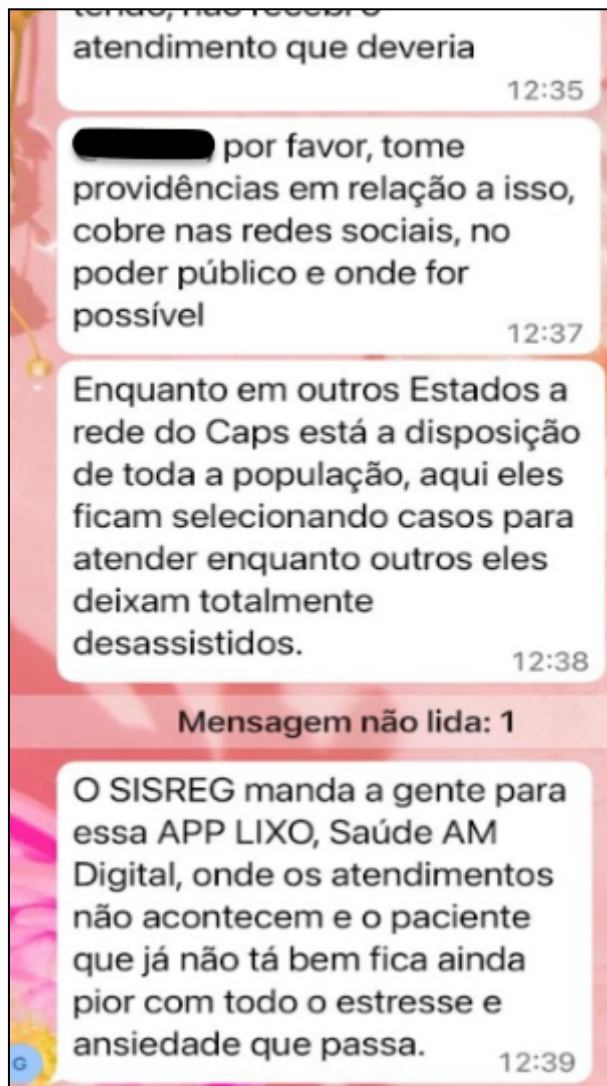 atendimento que deveria
12:35
por favor, tome
providências em relação a isso,
cobre nas redes sociais, no
poder público e onde for
possível
12:37
Enquanto em outros Estados a
rede do Caps está a disposição
de toda a população, aqui eles
ficam selecionando casos para
atender enquanto outros eles
deixam totalmente
desassistidos.
12:38
Mensagem não lida: 1
O SISREG manda a gente para
essa APP LIXO, Saúde AM
Digital, onde os atendimentos
não acontecem e o paciente
que já não tá bem fica ainda
pior com todo o estresse e
ansiedade que passa.
12:39
G